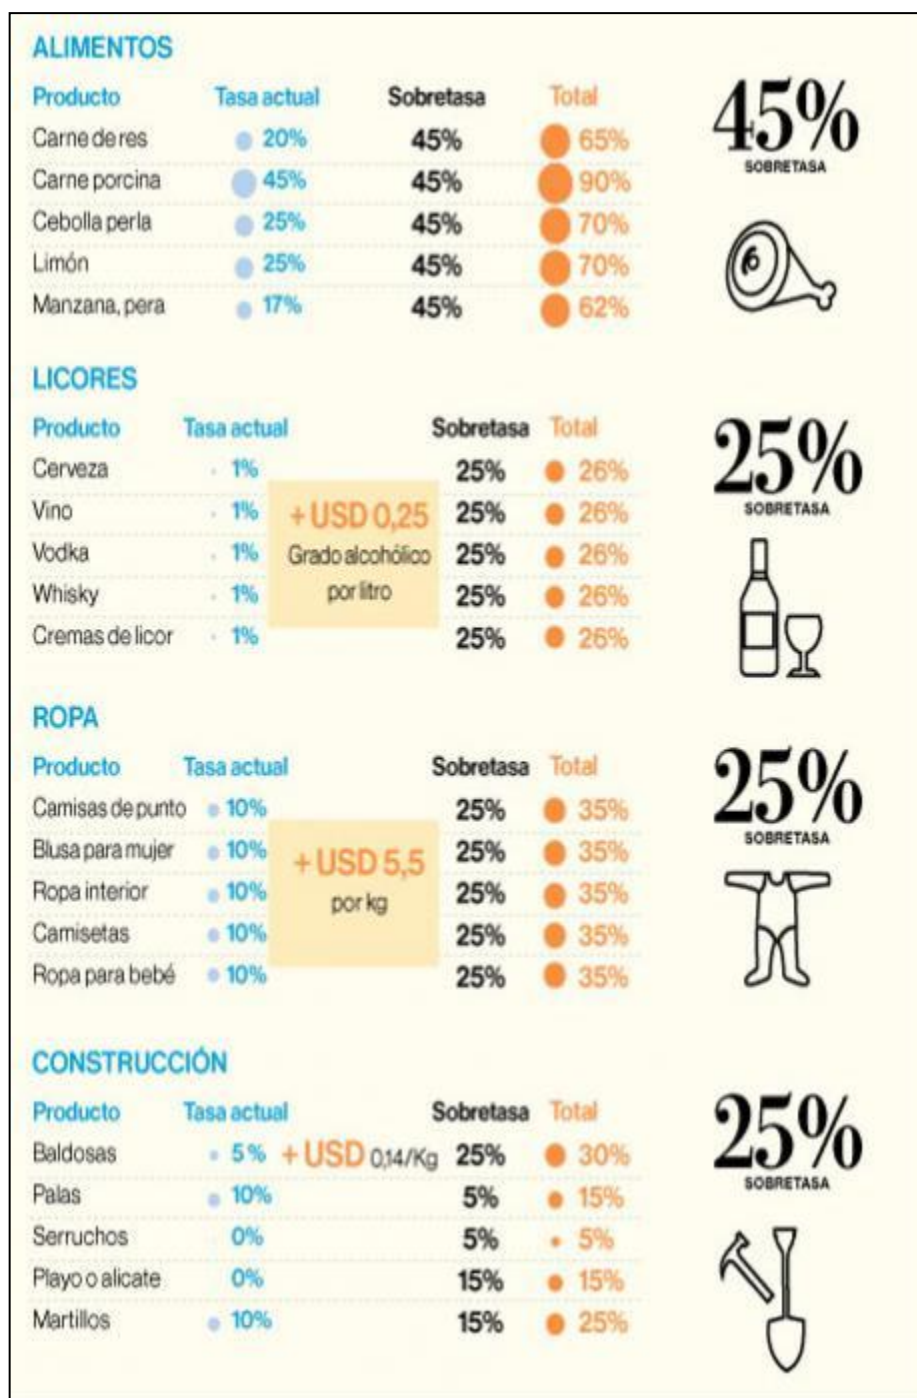 ALIMENTOS
Producto Tasa actual Sobretasa Total
Carne de res 20% 45% 65%
Carne porcina 45% 45% 90%
Cebolla perla 25% 45% 70%
Limón 25% 45% 70%
Manzana, pera 17% 45% 62%
45%
SOBRETASA
LICORES
Producto Tasa actual Sobretasa Total
Cerveza 1% 25% 26%
Vino 1% 25% 26%
Vodka 1% 25% 26%
Whisky 1% 25% 26%
Cremas de licor 1% 25% 26%
+ USD 0,25
Grado alcohólico
por litro
25%
SOBRETASA
ROPA
Producto Tasa actual Sobretasa Total
Camisas de punto 10% 25% 35%
Blusa para mujer 10% 25% 35%
Ropa interior 10% 25% 35%
Camisetas 10% 25% 35%
Ropa para bebé 10% 25% 35%
+ USD 5,5
por kg
25%
SOBRETASA
CONSTRUCCIÓN
Producto Tasa actual Sobretasa Total
Baldosas 5% + USD 0,14/Kg 25% 30%
Palas 10% 5% 15%
Serruchos 0% 5% 5%
Playo o alicate 0% 15% 15%
Martillos 10% 15% 25%
25%
SOBRETASA